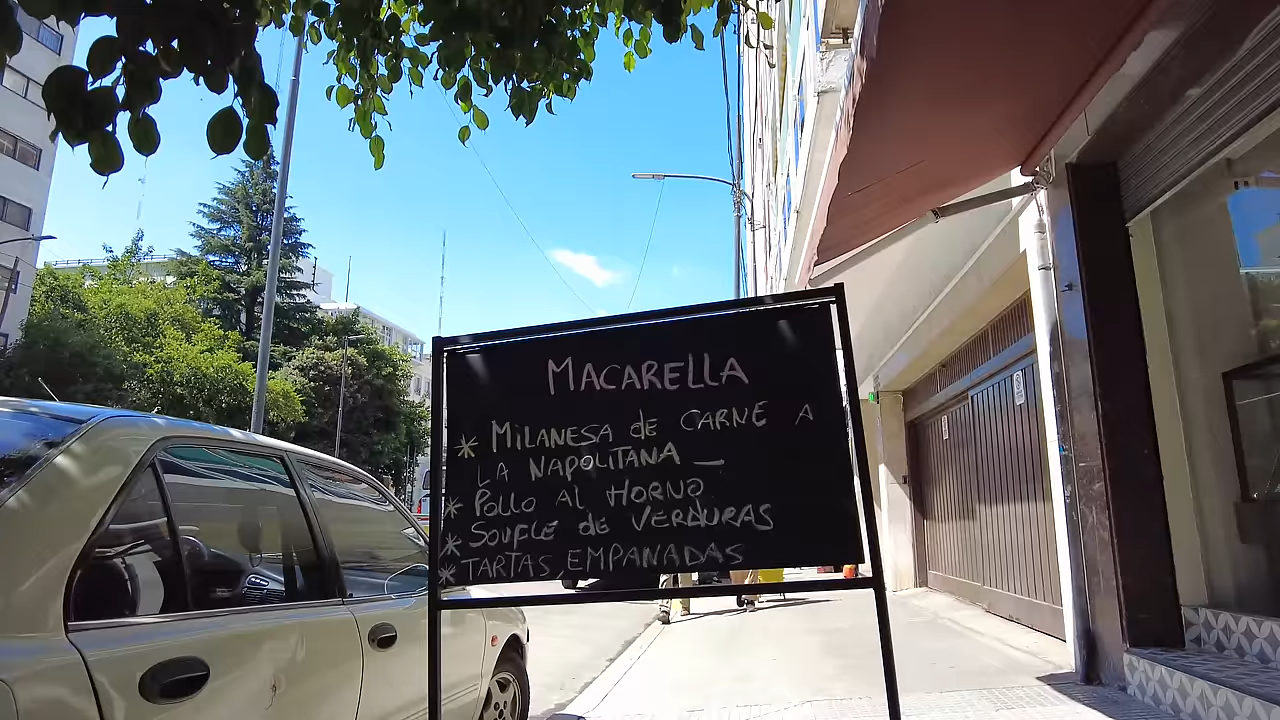 MACARELLA
* MILANESA de CARNE A
LA NAPOLITANA —
* POLLO AL HORNO
* SOUFLE de VERDURAS
* TARTAS, EMPANADAS